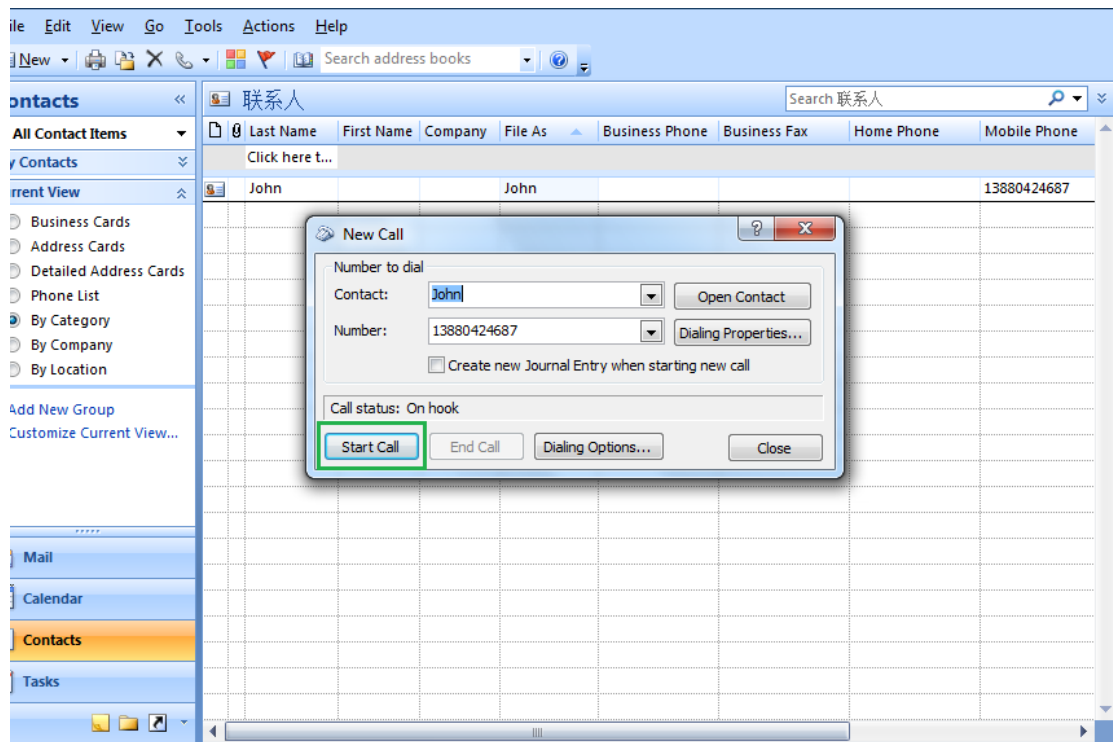 ile Edit View Go Tools Actions Help
New Search address books
ontacts
联系人
Search 联系人
All Contact Items
Last Name First Name Company File As Business Phone Business Fax Home Phone Mobile Phone
y Contacts
Click here t...
rrent View
John John 13880424687
Business Cards
Address Cards
Detailed Address Cards
Phone List
By Category
By Company
By Location
Add New Group
Customize Current View...
New Call
Number to dial
Contact: John Open Contact
Number: 13880424687 Dialing Properties...
Create new Journal Entry when starting new call
Call status: On hook
Start Call End Call Dialing Options... Close
Mail
Calendar
Contacts
Tasks